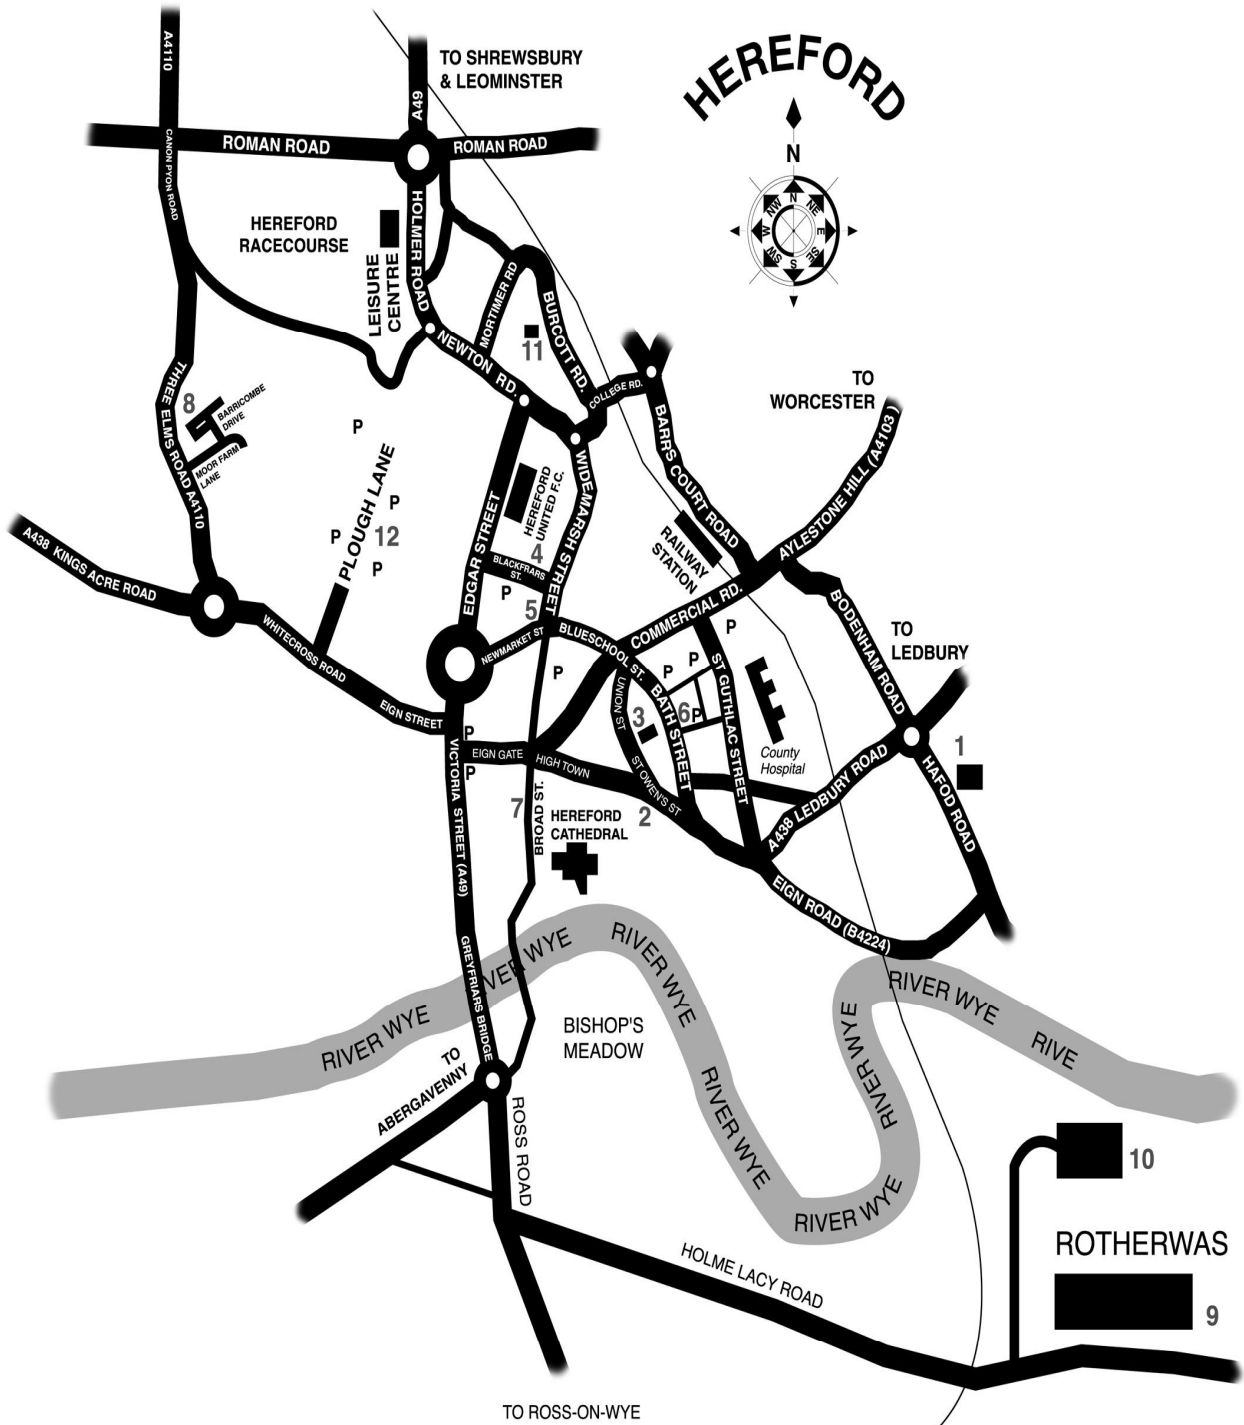 HEREFORD
N
N
NE
E
SE
S
SW
W
NW
A4110
A49
TO SHREWSBURY
& LEOMINSTER
ROMAN ROAD
ROMAN ROAD
CANON PYON ROAD
HEREFORD
RACECOURSE
LEISURE
CENTRE
HOLMER ROAD
MORTIMER RD
BURCOTT RD.
11
NEWTON RD.
COLLEGE RD.
TO
WORCESTER
THREE ELMS ROAD A4110
8
BARRICOMBE
DRIVE
MOOR FARM
LANE
P
PLOUGH LANE
P
P
12
P
BARRS COURT ROAD
AYLESTONE HILL (A4103 )
EDGAR STREET
HEREFORD
UNITED F.C.
WIDEMARSH STREET
4
BLACKFRIARS
ST.
P
5
RAILWAY
STATION
A438 KINGS ACRE ROAD
WHITECROSS ROAD
EIGN STREET
NEWMARKET ST
BLUESCHOOL ST.
COMMERCIAL RD.
P
BODENHAM ROAD
TO
LEDBURY
P
P
P
UNION ST
3
BATH STREET
6
P
ST GUTHLAC STREET
County
Hospital
P
EIGN GATE
HIGH TOWN
P
VICTORIA STREET (A49)
7
BROAD ST.
HEREFORD
CATHEDRAL
ST OWEN'S ST
2
A438 LEDBURY ROAD
1
HAFOD ROAD
EIGN ROAD (B4224)
GREYFRIARS BRIDGE
RIVER WYE
IVER WYE
RIVER WYE
RIVER WYE
RIVER WYE
RIVER WYE
RIVER WYE
RIVE
BISHOP'S
MEADOW
TO
ABERGAVENNY
ROSS ROAD
RIVER WYE
10
ROTHERWAS
9
HOLME LACY ROAD
TO ROSS-ON-WYE